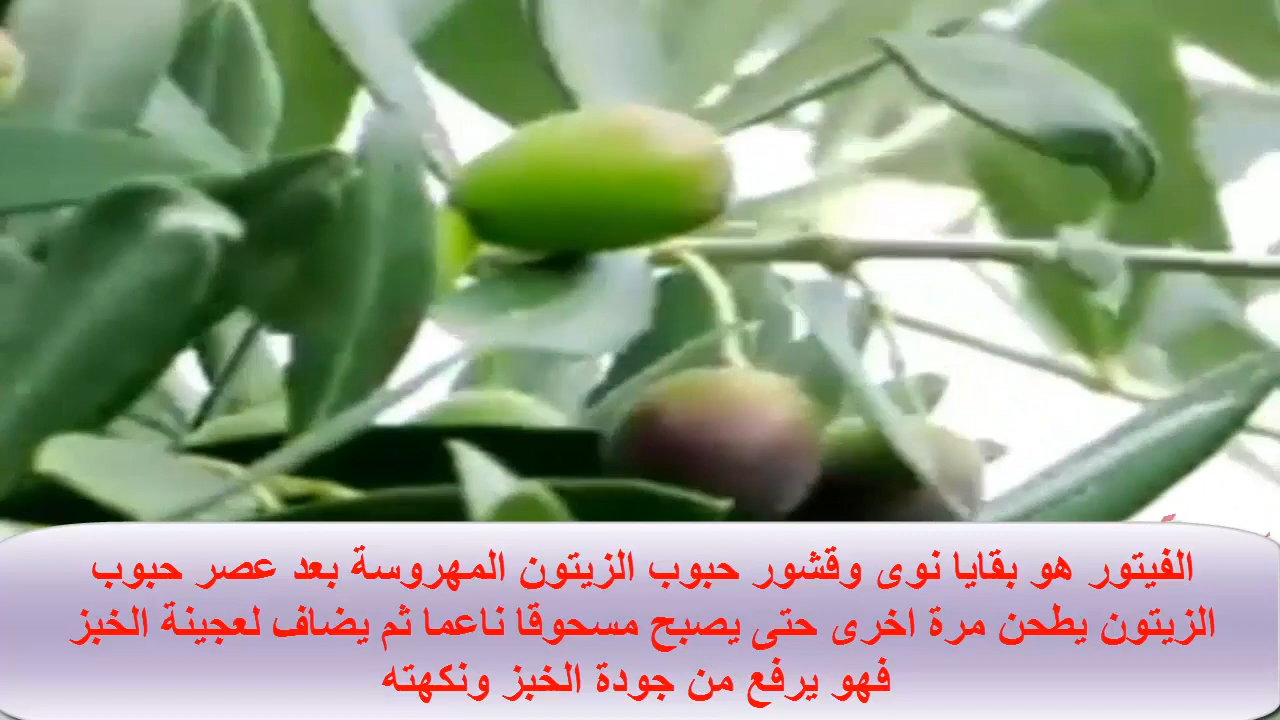 الفيتور هو بقايا نوى وقشور حبوب الزيتون المهروسة بعد عصر حبوب
الزيتون يطحن مرة اخرى حتى يصبح مسحوقا ناعما ثم يضاف لعجينة الخبز
فهو يرفع من جودة الخبز ونكهته